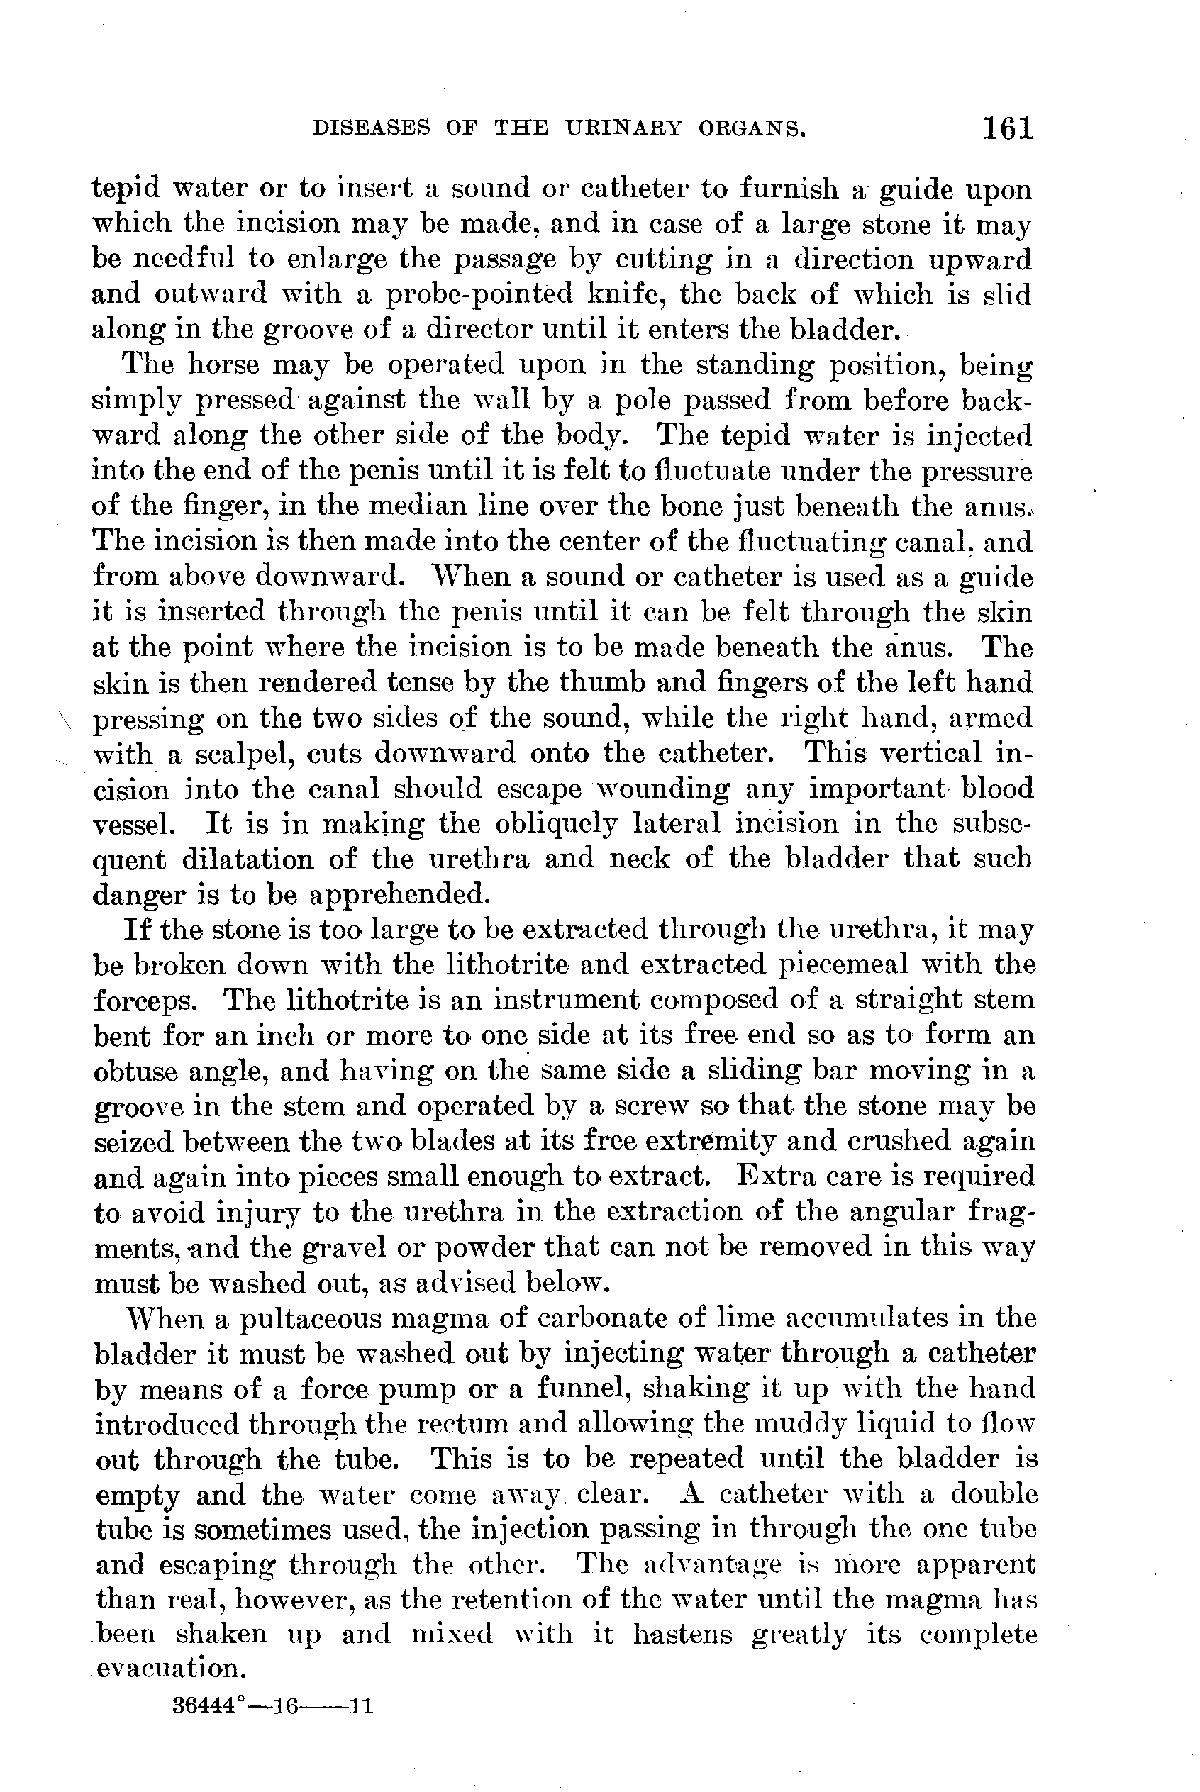 DISEASES OF THE URINARY ORGANS. 161
tepid water or to insert a sound or catheter to furnish a guide upon
which the incision may be made, and in case of a large stone it may
be needful to enlarge the passage by cutting in a direction upward
and outward with a probe-pointed knife, the back of which is slid
along in the groove of a director until it enters the bladder.
The horse may be operated upon in the standing position, being
simply pressed against the wall by a pole passed from before back-
ward along the other side of the body. The tepid water is injected
into the end of the penis until it is felt to fluctuate under the pressure
of the finger, in the median line over the bone just beneath the anus.
The incision is then made into the center of the fluctuating canal, and
from above downward. When a sound or catheter is used as a guide
it is inserted through the penis until it can be felt through the skin
at the point where the incision is to be made beneath the anus. The
skin is then rendered tense by the thumb and fingers of the left hand
pressing on the two sides of the sound, while the right hand, armed
with a scalpel, cuts downward onto the catheter. This vertical in-
cision into the canal should escape wounding any important blood
vessel. It is in making the obliquely lateral incision in the subse-
quent dilatation of the urethra and neck of the bladder that such
danger is to be apprehended.
If the stone is too large to be extracted through the urethra, it may
be broken down with the lithotrite and extracted piecemeal with the
forceps. The lithotrite is an instrument composed of a straight stem
bent for an inch or more to one side at its free end so as to form an
obtuse angle, and having on the same side a sliding bar moving in a
groove in the stem and operated by a screw so that the stone may be
seized between the two blades at its free extremity and crushed again
and again into pieces small enough to extract. Extra care is required
to avoid injury to the urethra in the extraction of the angular frag-
ments, and the gravel or powder that can not be removed in this way
must be washed out, as advised below.
When a pultaceous magma of carbonate of lime accumulates in the
bladder it must be washed out by injecting water through a catheter
by means of a force pump or a funnel, shaking it up with the hand
introduced through the rectum and allowing the muddy liquid to flow
out through the tube. This is to be repeated until the bladder is
empty and the water come away clear. A catheter with a double
tube is sometimes used, the injection passing in through the one tube
and escaping through the other. The advantage is more apparent
than real, however, as the retention of the water until the magma has
been shaken up and mixed with it hastens greatly its complete
evacuation.
36444°—16——11